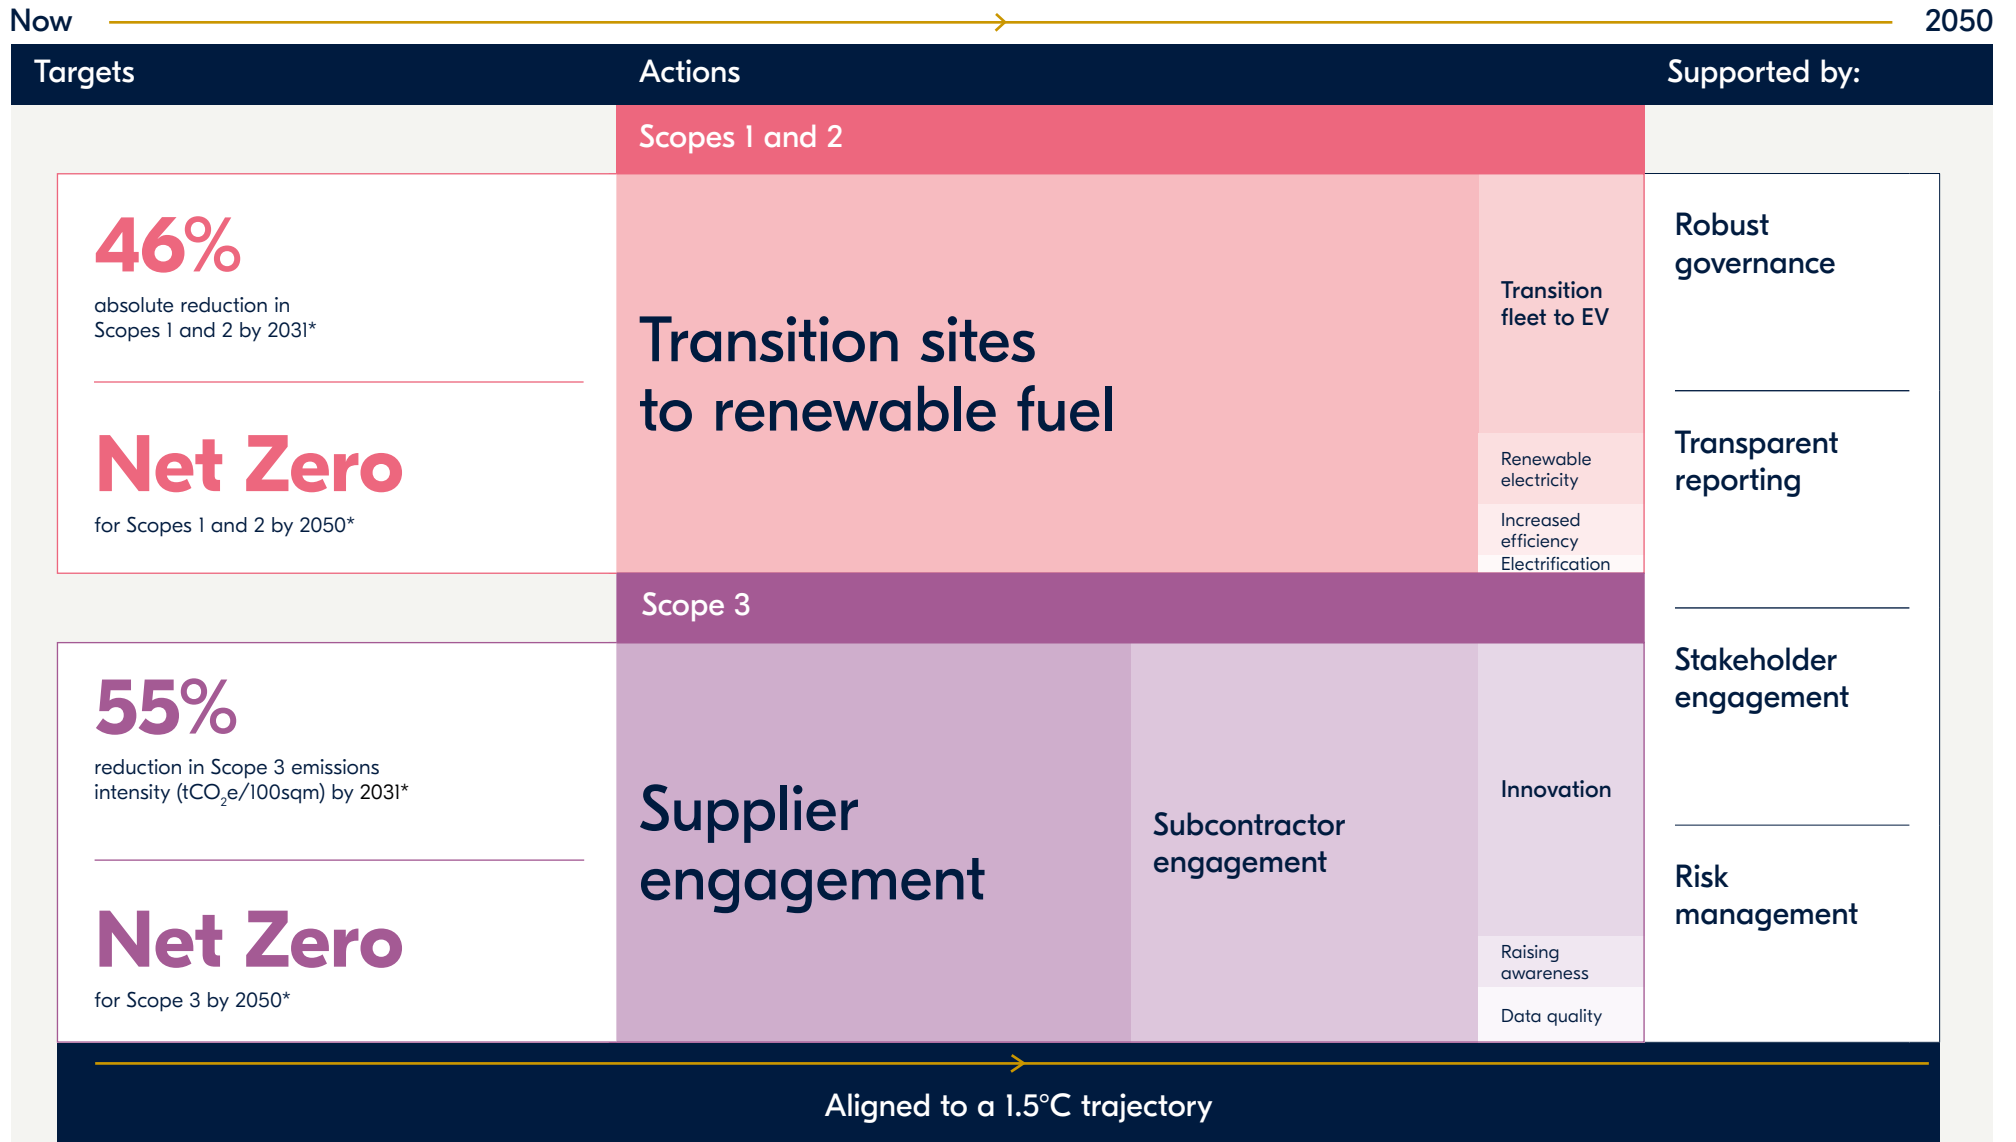 Now
2050
Targets
Actions
Supported by:
Scopes 1 and 2
46%
absolute reduction in
Scopes 1 and 2 by 2031*
Net Zero
for Scopes 1 and 2 by 2050*
Transition sites
to renewable fuel
Transition
fleet to EV
Renewable
electricity
Increased
efficiency
Electrification
Scope 3
55%
reduction in Scope 3 emissions
intensity (tCO₂e/100sqm) by 2031*
Net Zero
for Scope 3 by 2050*
Supplier
engagement
Subcontractor
engagement
Innovation
Raising
awareness
Data quality
Robust
governance
Transparent
reporting
Stakeholder
engagement
Risk
management
Aligned to a 1.5°C trajectory